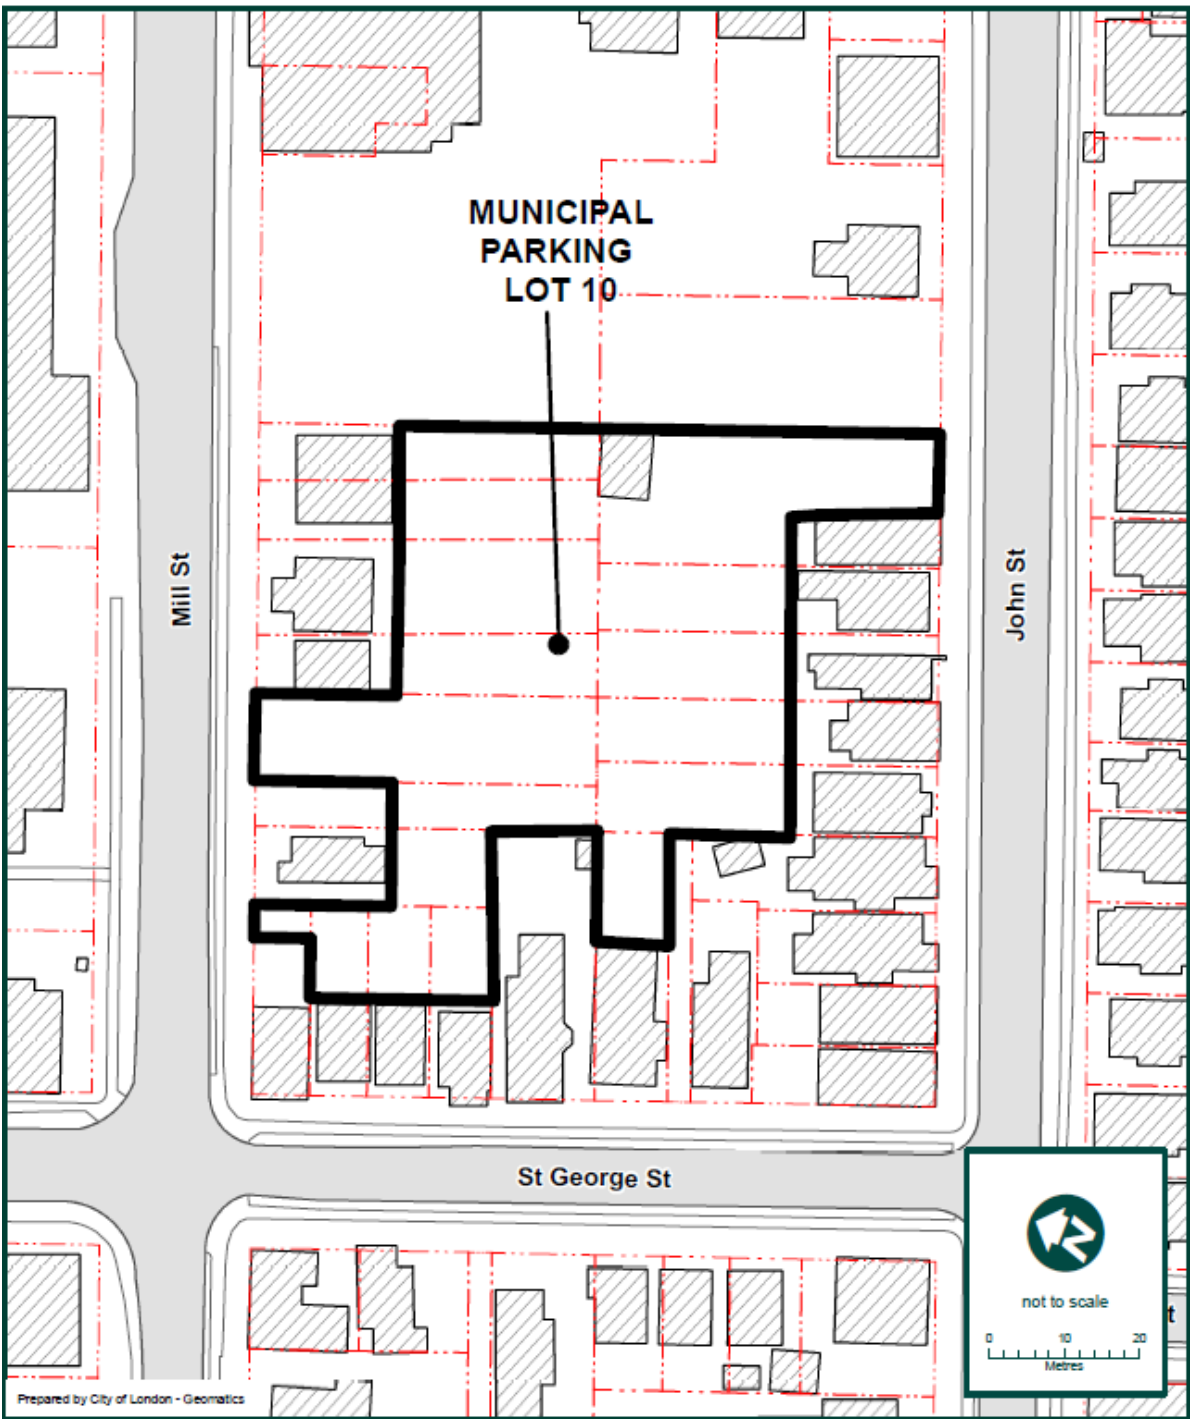 MUNICIPAL
PARKING
LOT 10
Mill St
John St
St George St
N
not to scale
0 10 20
Metres
t
Prepared by City of London - Geomatics